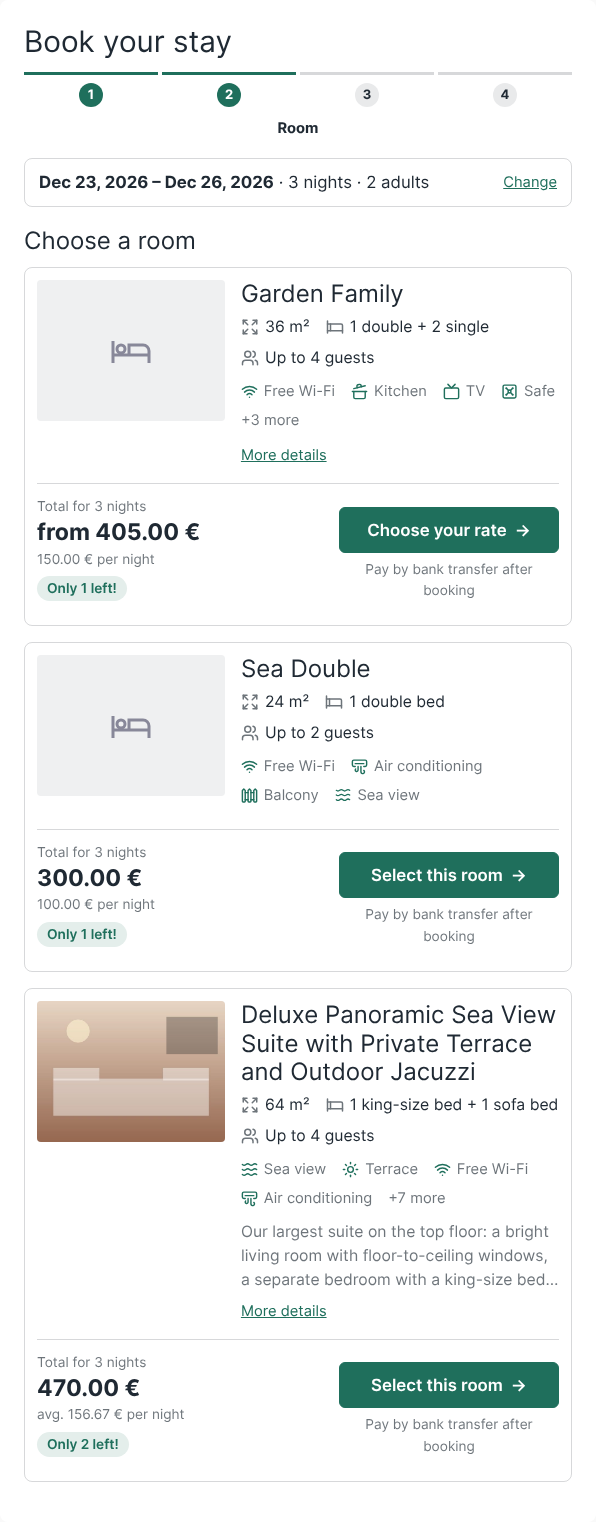 Book your stay
1 2 3 4
Room
Dec 23, 2026 – Dec 26, 2026 · 3 nights · 2 adults Change
Choose a room
Garden Family
36 m² 1 double + 2 single
Up to 4 guests
Free Wi-Fi Kitchen TV Safe
+3 more
More details
Total for 3 nights
from 405.00 €
150.00 € per night
Only 1 left!
Choose your rate →
Pay by bank transfer after
booking
Sea Double
24 m² 1 double bed
Up to 2 guests
Free Wi-Fi Air conditioning
Balcony Sea view
Total for 3 nights
300.00 €
100.00 € per night
Only 1 left!
Select this room →
Pay by bank transfer after
booking
Deluxe Panoramic Sea View
Suite with Private Terrace
and Outdoor Jacuzzi
64 m² 1 king-size bed + 1 sofa bed
Up to 4 guests
Sea view Terrace Free Wi-Fi
Air conditioning +7 more
Our largest suite on the top floor: a bright
living room with floor-to-ceiling windows,
a separate bedroom with a king-size bed…
More details
Total for 3 nights
470.00 €
avg. 156.67 € per night
Only 2 left!
Select this room →
Pay by bank transfer after
booking